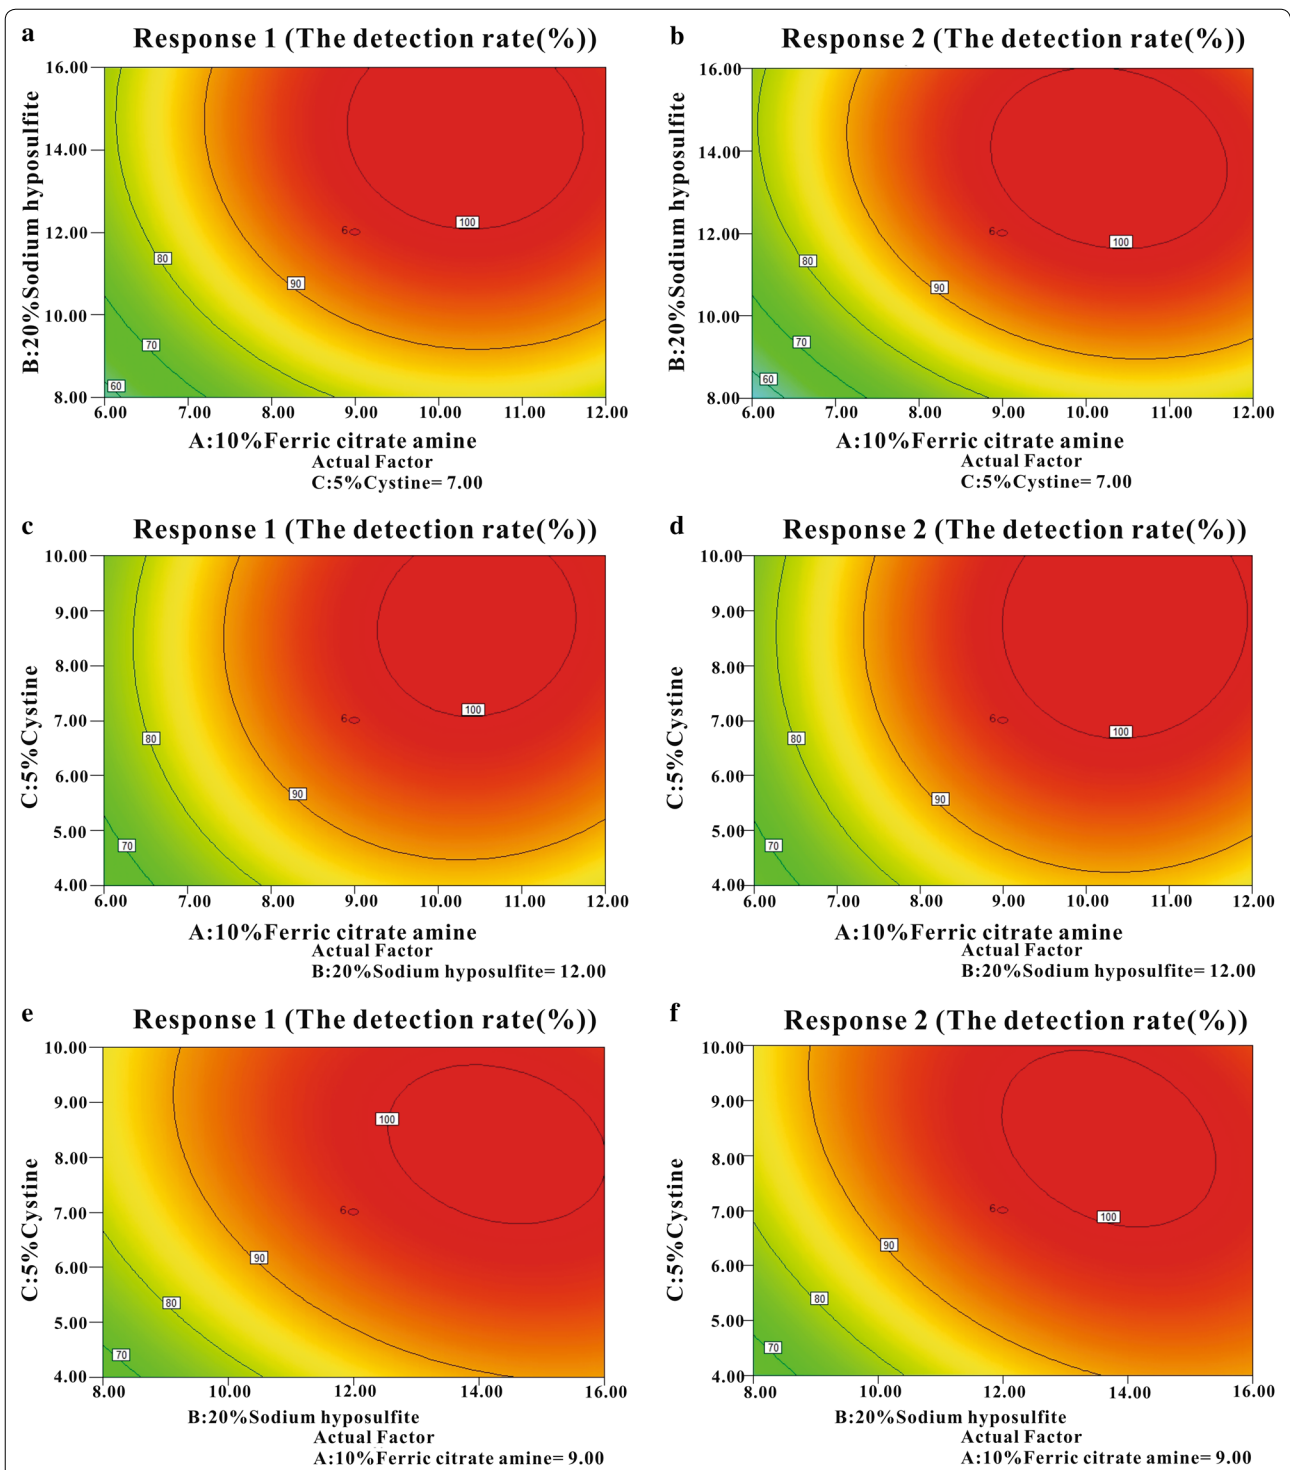 a
Response 1 (The detection rate(%))
B:20%Sodium hyposulfite
16.00
14.00
12.00
10.00
8.00
100
6
90
80
70
60
6.00 7.00 8.00 9.00 10.00 11.00 12.00
A:10%Ferric citrate amine
Actual Factor
C:5%Cystine= 7.00
b
Response 2 (The detection rate(%))
B:20%Sodium hyposulfite
16.00
14.00
12.00
10.00
8.00
100
6
90
80
70
60
6.00 7.00 8.00 9.00 10.00 11.00 12.00
A:10%Ferric citrate amine
Actual Factor
C:5%Cystine= 7.00
c
Response 1 (The detection rate(%))
C:5%Cystine
10.00
9.00
8.00
7.00
6.00
5.00
4.00
100
6
80
90
70
6.00 7.00 8.00 9.00 10.00 11.00 12.00
A:10%Ferric citrate amine
Actual Factor
B:20%Sodium hyposulfite= 12.00
d
Response 2 (The detection rate(%))
C:5%Cystine
10.00
9.00
8.00
7.00
6.00
5.00
4.00
6
100
80
90
70
6.00 7.00 8.00 9.00 10.00 11.00 12.00
A:10%Ferric citrate amine
Actual Factor
B:20%Sodium hyposulfite= 12.00
e
Response 1 (The detection rate(%))
C:5%Cystine
10.00
9.00
8.00
7.00
6.00
5.00
4.00
100
6
90
80
70
8.00 10.00 12.00 14.00 16.00
B:20%Sodium hyposulfite
Actual Factor
A:10%Ferric citrate amine= 9.00
f
Response 2 (The detection rate(%))
C:5%Cystine
10.00
9.00
8.00
7.00
6.00
5.00
4.00
6
100
90
80
70
8.00 10.00 12.00 14.00 16.00
B:20%Sodium hyposulfite
Actual Factor
A:10%Ferric citrate amine= 9.00